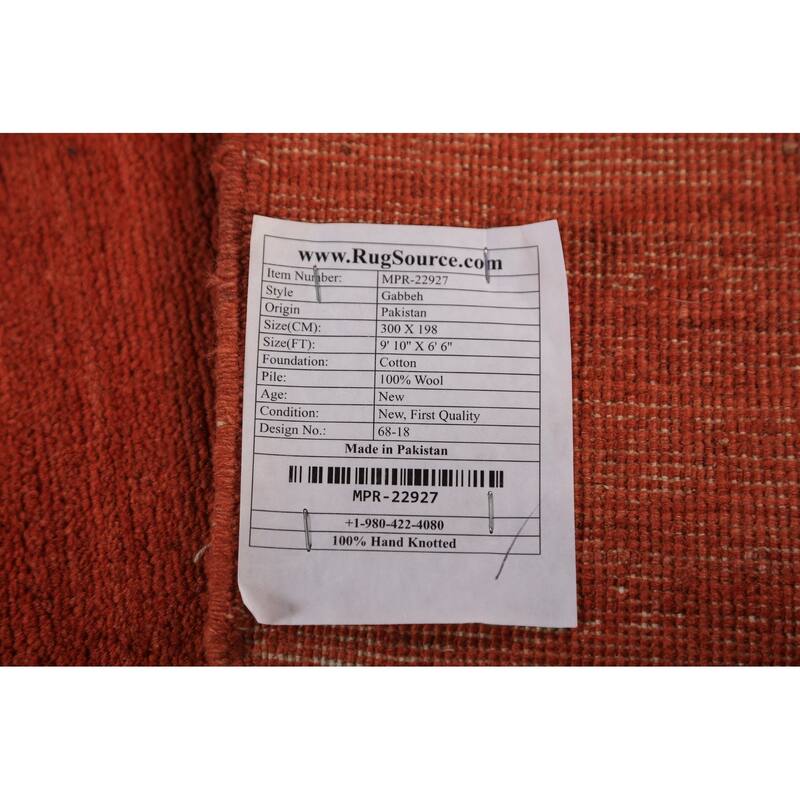 www.RugSource.com
Item Number: MPR-22927
Style Gabbeh
Origin Pakistan
Size(CM): 300 X 198
Size(FT): 9' 10" X 6' 6"
Foundation: Cotton
Pile: 100% Wool
Age: New
Condition: New, First Quality
Design No.: 68-18
Made in Pakistan
MPR-22927
+1-980-422-4080
100% Hand Knotted